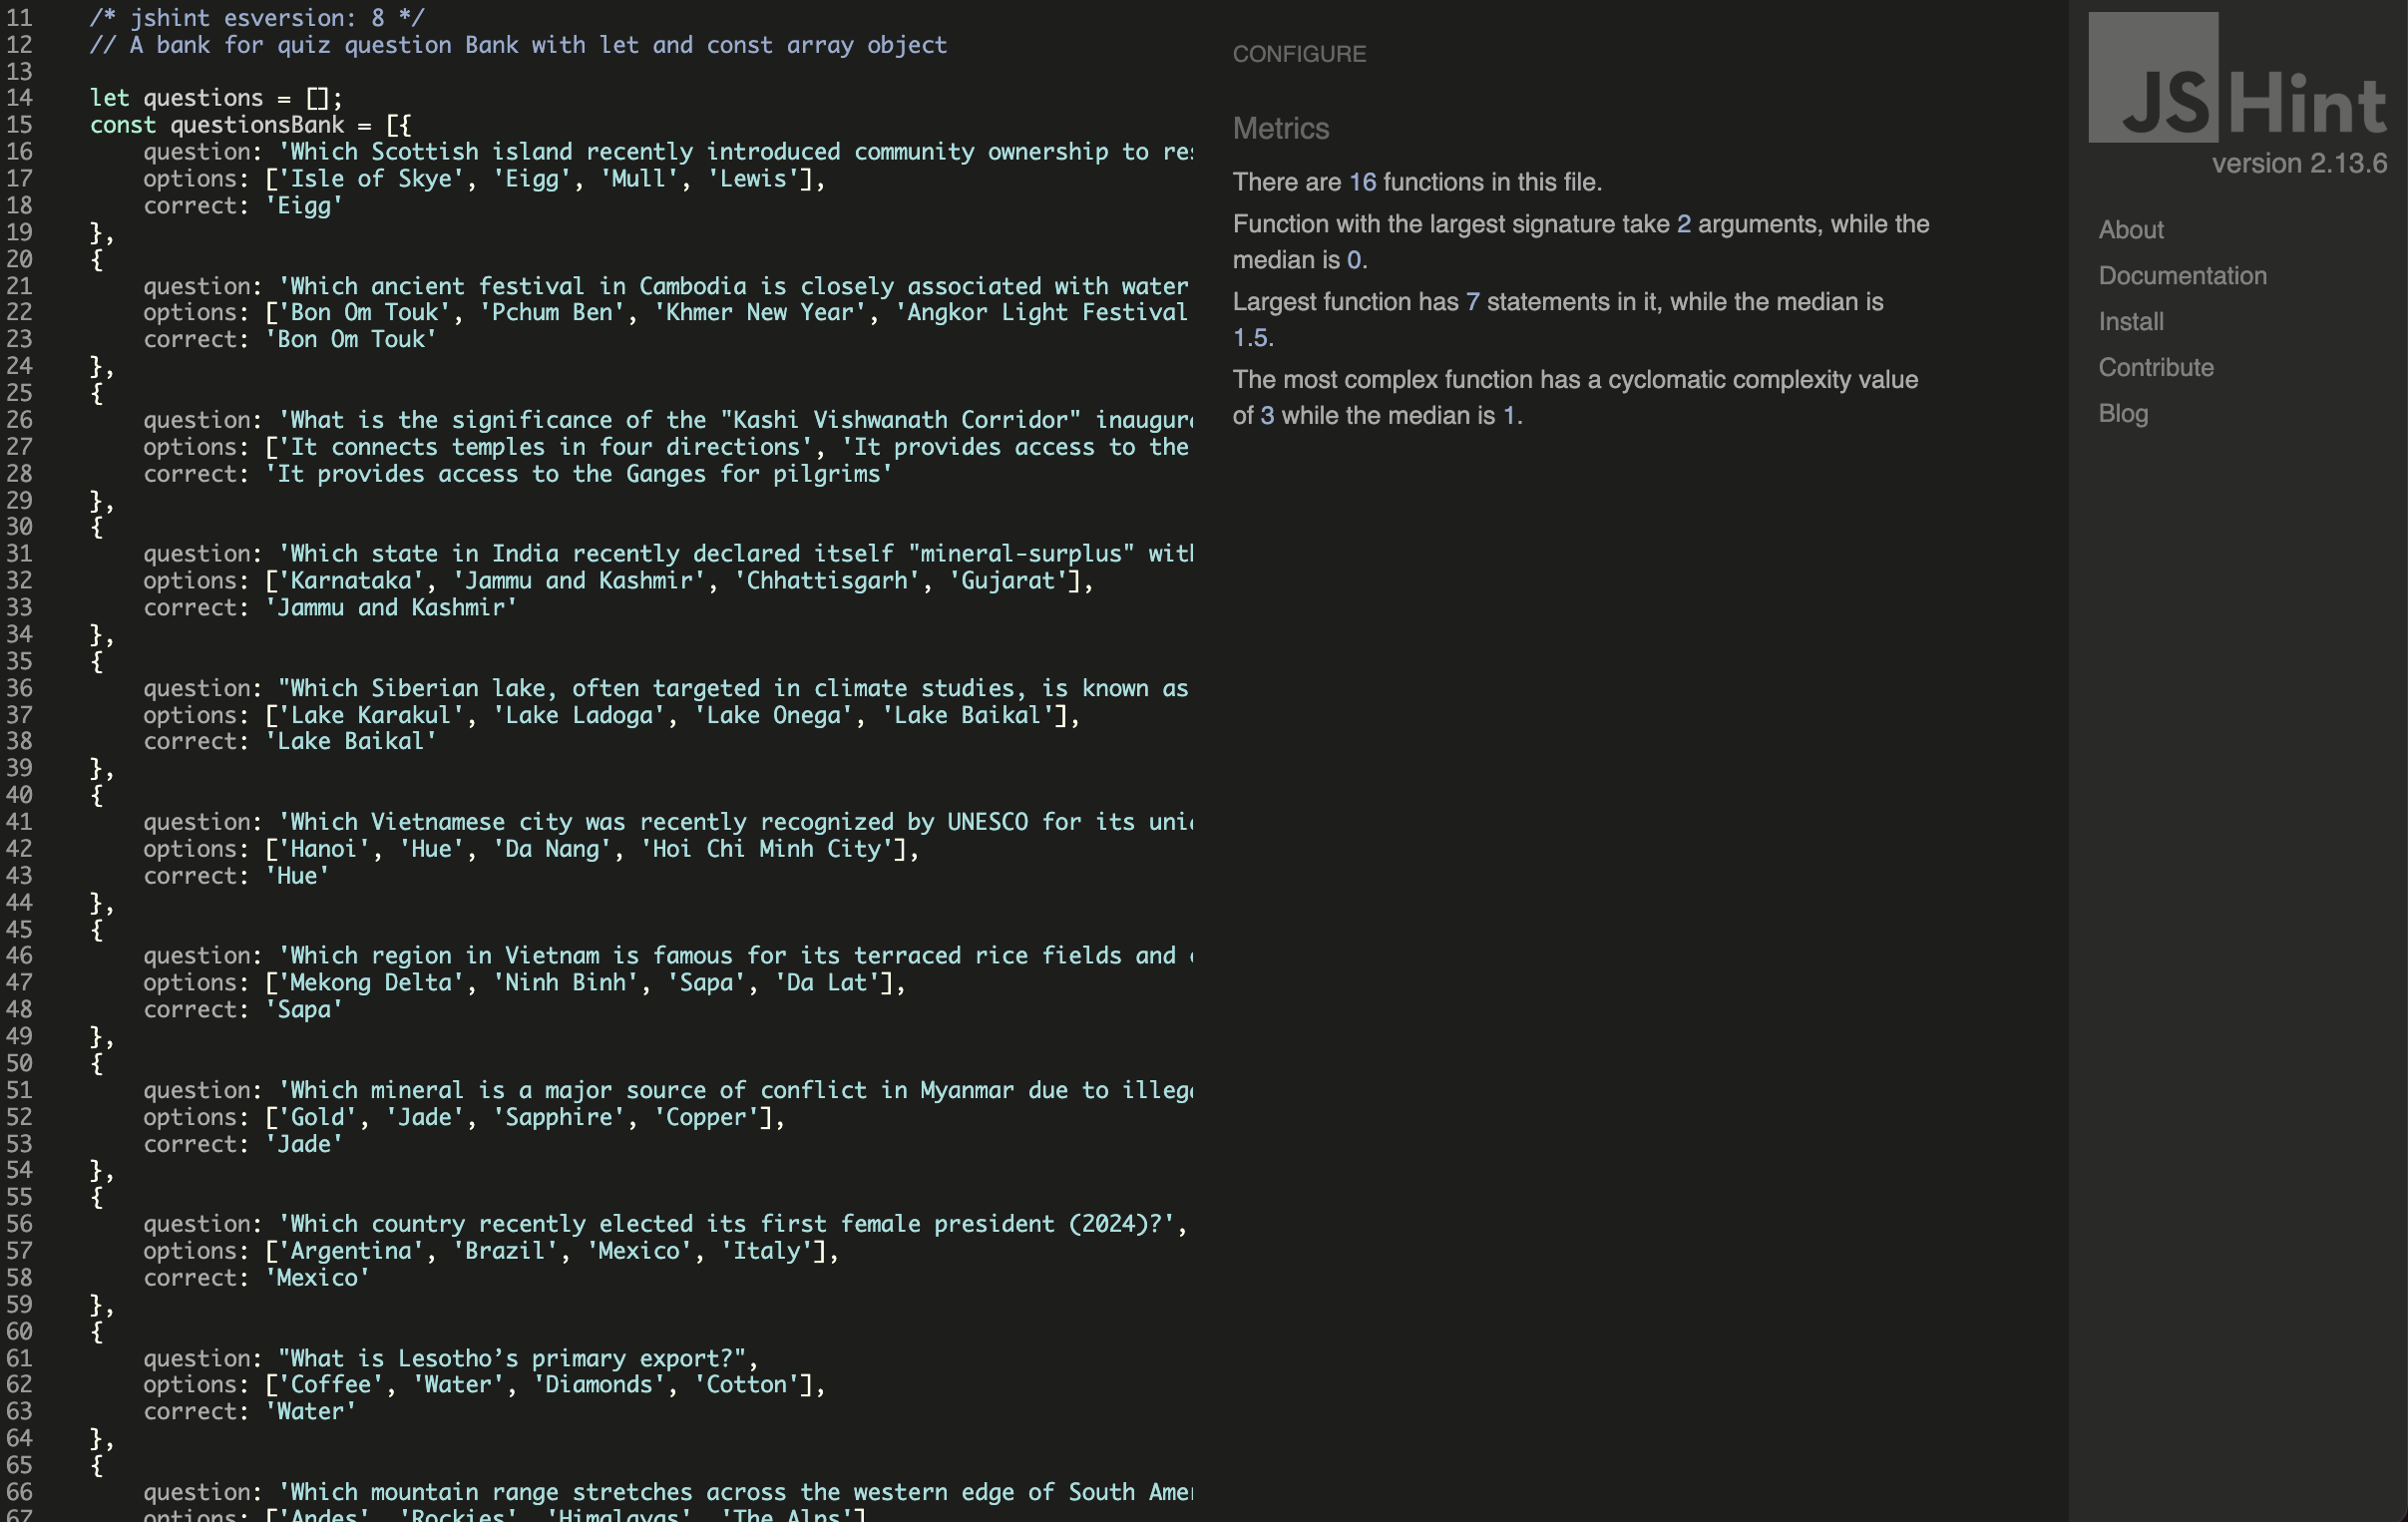 11 /* jshint esversion: 8 */
12 // A bank for quiz question Bank with let and const array object
13
14 let questions = [];
15 const questionsBank = [{
16 question: 'Which Scottish island recently introduced community ownership to
17 options: ['Isle of Skye', 'Eigg', 'Mull', 'Lewis'],
18 correct: 'Eigg'
19 },
20 {
21 question: 'Which ancient festival in Cambodia is closely associated with water
22 options: ['Bon Om Touk', 'Pchum Ben', 'Khmer New Year', 'Angkor Light Festival
23 correct: 'Bon Om Touk'
24 },
25 {
26 question: 'What is the significance of the "Kashi Vishwanath Corridor"
27 options: ['It connects temples in four directions', 'It provides access to the
28 correct: 'It provides access to the Ganges for pilgrims'
29 },
30 {
31 question: 'Which state in India recently declared itself "mineral-surplus"
32 options: ['Karnataka', 'Jammu and Kashmir', 'Chhattisgarh', 'Gujarat'],
33 correct: 'Jammu and Kashmir'
34 },
35 {
36 question: "Which Siberian lake, often targeted in climate studies, is known as
37 options: ['Lake Karakul', 'Lake Ladoga', 'Lake Onega', 'Lake Baikal'],
38 correct: 'Lake Baikal'
39 },
40 {
41 question: 'Which Vietnamese city was recently recognized by UNESCO for its
42 options: ['Hanoi', 'Hue', 'Da Nang', 'Hoi Chi Minh City'],
43 correct: 'Hue'
44 },
45 {
46 question: 'Which region in Vietnam is famous for its terraced rice fields and
47 options: ['Mekong Delta', 'Ninh Binh', 'Sapa', 'Da Lat'],
48 correct: 'Sapa'
49 },
50 {
51 question: 'Which mineral is a major source of conflict in Myanmar due to
52 options: ['Gold', 'Jade', 'Sapphire', 'Copper'],
53 correct: 'Jade'
54 },
55 {
56 question: 'Which country recently elected its first female president (2024)?',
57 options: ['Argentina', 'Brazil', 'Mexico', 'Italy'],
58 correct: 'Mexico'
59 },
60 {
61 question: "What is Lesotho’s primary export?",
62 options: ['Coffee', 'Water', 'Diamonds', 'Cotton'],
63 correct: 'Water'
64 },
65 {
66 question: 'Which mountain range stretches across the western edge of South
67 options: ['Andes', 'Rockies', 'Himalayas', 'The Alps']
CONFIGURE
Metrics
There are 16 functions in this file.
Function with the largest signature take 2 arguments, while the
median is 0.
Largest function has 7 statements in it, while the median is
1.5.
The most complex function has a cyclomatic complexity value
of 3 while the median is 1.
JSHint
version 2.13.6
About
Documentation
Install
Contribute
Blog